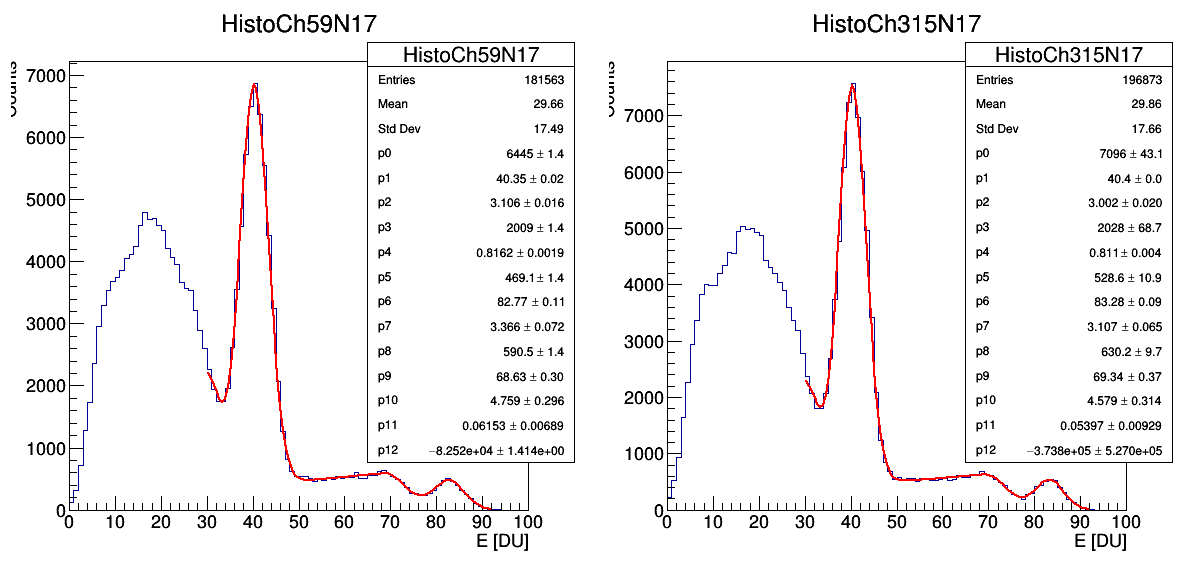 HistoCh59N17
HistoCh59N17
Entries 181563
Mean 29.66
Std Dev 17.49
p0 6445 ± 1.4
p1 40.35 ± 0.02
p2 3.106 ± 0.016
p3 2009 ± 1.4
p4 0.8162 ± 0.0019
p5 469.1 ± 1.4
p6 82.77 ± 0.11
p7 3.366 ± 0.072
p8 590.5 ± 1.4
p9 68.63 ± 0.30
p10 4.759 ± 0.296
p11 0.06153 ± 0.00689
p12 −8.252e+04 ± 1.414e+00
7000
6000
5000
4000
3000
2000
1000
0
0 10 20 30 40 50 60 70 80 90 100
E [DU]
HistoCh315N17
HistoCh315N17
Entries 196873
Mean 29.86
Std Dev 17.66
p0 7096 ± 43.1
p1 40.4 ± 0.0
p2 3.002 ± 0.020
p3 2028 ± 68.7
p4 0.811 ± 0.004
p5 528.6 ± 10.9
p6 83.28 ± 0.09
p7 3.107 ± 0.065
p8 630.2 ± 9.7
p9 69.34 ± 0.37
p10 4.579 ± 0.314
p11 0.05397 ± 0.00929
p12 −3.738e+05 ± 5.270e+05
7000
6000
5000
4000
3000
2000
1000
0
0 10 20 30 40 50 60 70 80 90 100
E [DU]